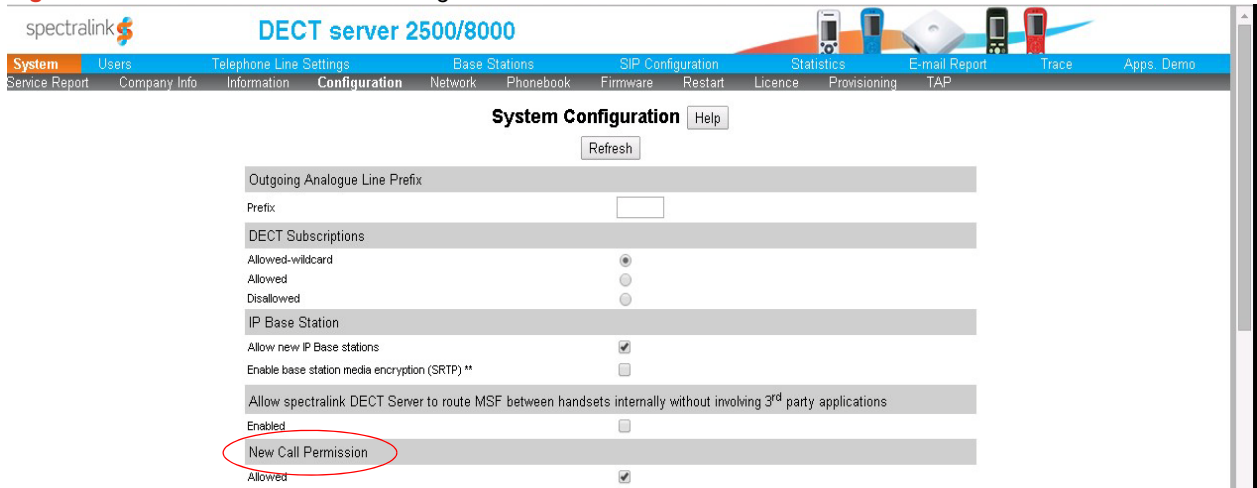 spectralink DECT server 2500/8000
System Users Telephone Line Settings Base Stations SIP Configuration Statistics E-mail Report Trace Apps. Demo
Service Report Company Info Information Configuration Network Phonebook Firmware Restart Licence Provisioning TAP
System Configuration Help
Refresh
Outgoing Analogue Line Prefix
Prefix
DECT Subscriptions
Allowed-wildcard
Allowed
Disallowed
IP Base Station
Allow new IP Base stations
Enable base station media encryption (SRTP) **
Allow spectralink DECT Server to route MSF between handsets internally without involving 3rd party applications
Enabled
New Call Permission
Allowed